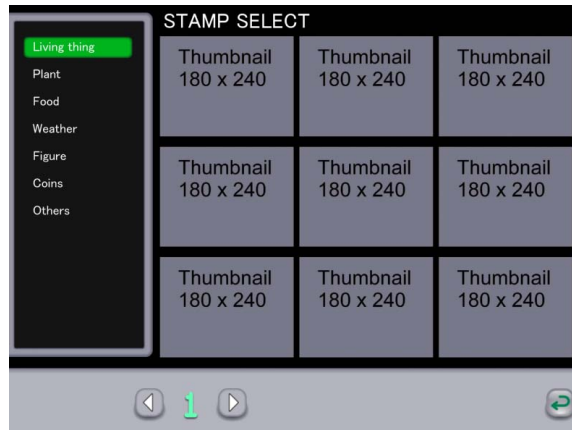 STAMP SELECT
Living thing
Plant
Food
Weather
Figure
Coins
Others
Thumbnail
180 x 240
Thumbnail
180 x 240
Thumbnail
180 x 240
Thumbnail
180 x 240
Thumbnail
180 x 240
Thumbnail
180 x 240
Thumbnail
180 x 240
Thumbnail
180 x 240
Thumbnail
180 x 240
1